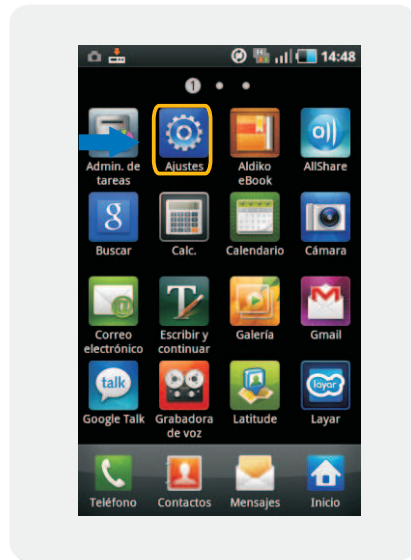 14:48
1
Admin. de
tareas
Ajustes
Aldiko
eBook
AllShare
8
Buscar
Calc.
Calendario
Cámara
Correo
electrónico
Escribir y
continuar
Galería
Gmail
talk
layar
Google Talk
Grabadora
de voz
Latitude
Layar
Teléfono
Contactos
Mensajes
Inicio